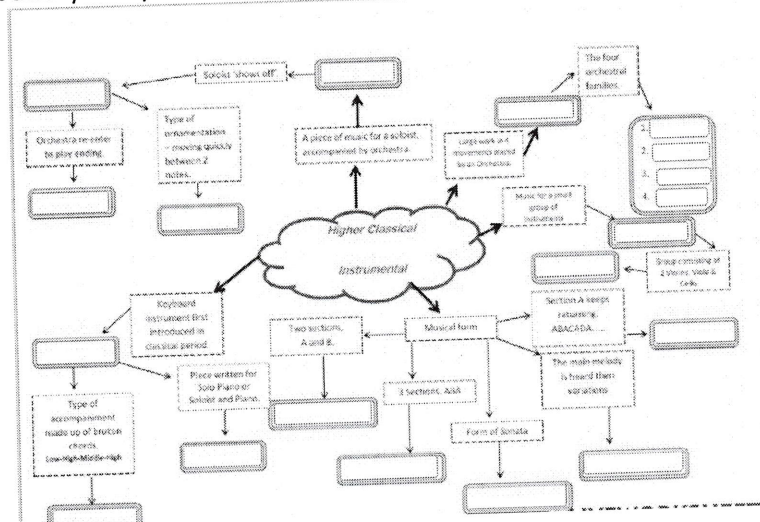 The four
orchestral
families.
Soloist 'shows off'.
Type of
ornamentation
– moving quickly
between 2
notes.
Orchestra re-enter
to play ending
A piece of music for a soloist,
accompanied by orchestra.
Large work in 4
movements played
by an Orchestra.
2.
3.
4.
Music for a small
group of
instruments
Higher Classical
Instrumental
Group consisting of
2 Violins, Viola &
Cello.
Keyboard
instrument first
introduced in
classical period
Two sections,
A and B.
Musical form
Section A keeps
returning,
ABACADA....
Piece written for
Solo Piano or
Soloist and Piano.
3 Sections, ABA
The main melody
is heard then
variations
Type of
accompaniment
made up of broken
chords.
Low-High-Middle-High
Form of Sonata